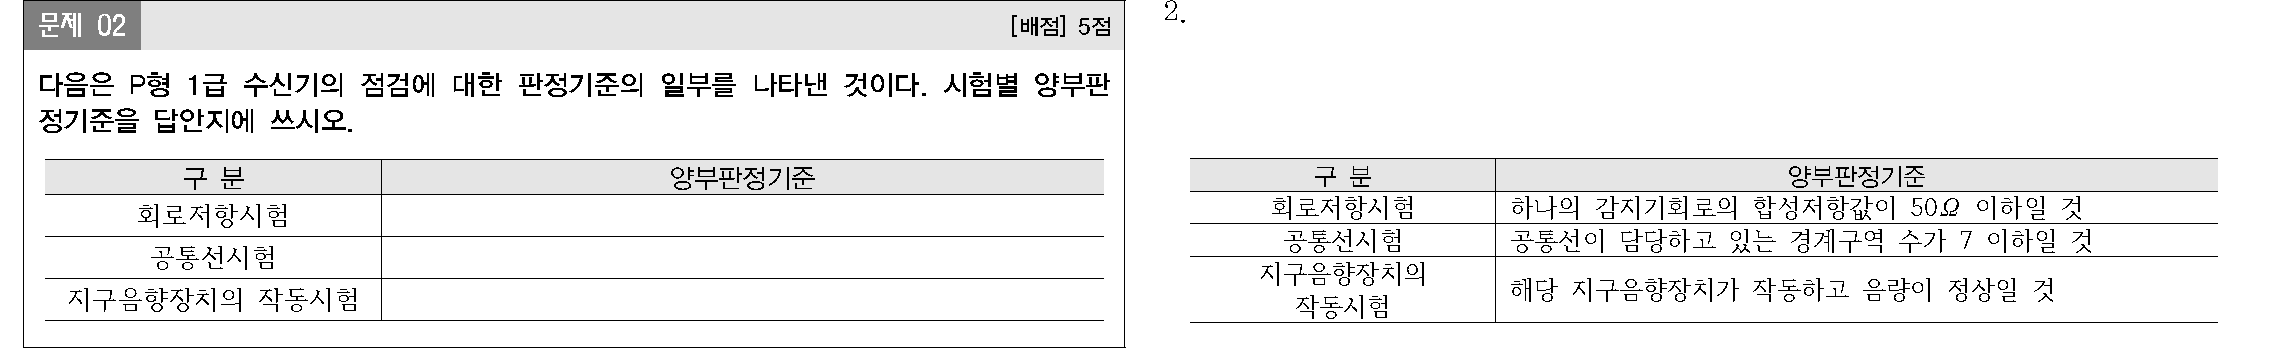 문제 02
[배점] 5점
다음은 P형 1급 수신기의 점검에 대한 판정기준의 일부를 나타낸 것이다. 시험별 양부판
정기준을 답안지에 쓰시오.
구 분 양부판정기준
회로저항시험
공통선시험
지구음향장치의 작동시험
2.
구 분 양부판정기준
회로저항시험 하나의 감지기회로의 합성저항값이 50Ω 이하일 것
공통선시험 공통선이 담당하고 있는 경계구역 수가 7 이하일 것
지구음향장치의
작동시험
해당 지구음향장치가 작동하고 음량이 정상일 것